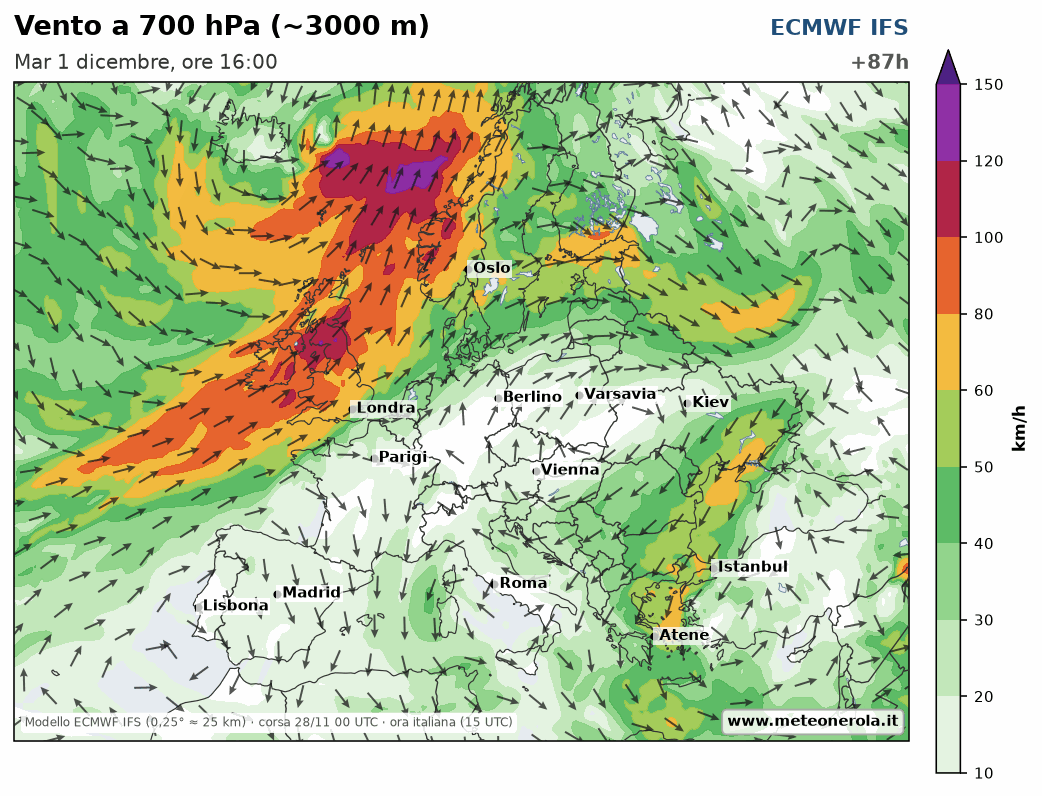 Vento a 700 hPa (~3000 m)
ECMWF IFS
Mar 1 dicembre, ore 16:00
+87h
150
120
100
80
60
50
40
30
20
10
km/h
Oslo
Londra
Berlino
Varsavia
Kiev
Parigi
Vienna
Istanbul
Roma
Madrid
Lisbona
Atene
Modello ECMWF IFS (0,25° ≈ 25 km) · corsa 28/11 00 UTC · ora italiana (15 UTC)
www.meteonerola.it